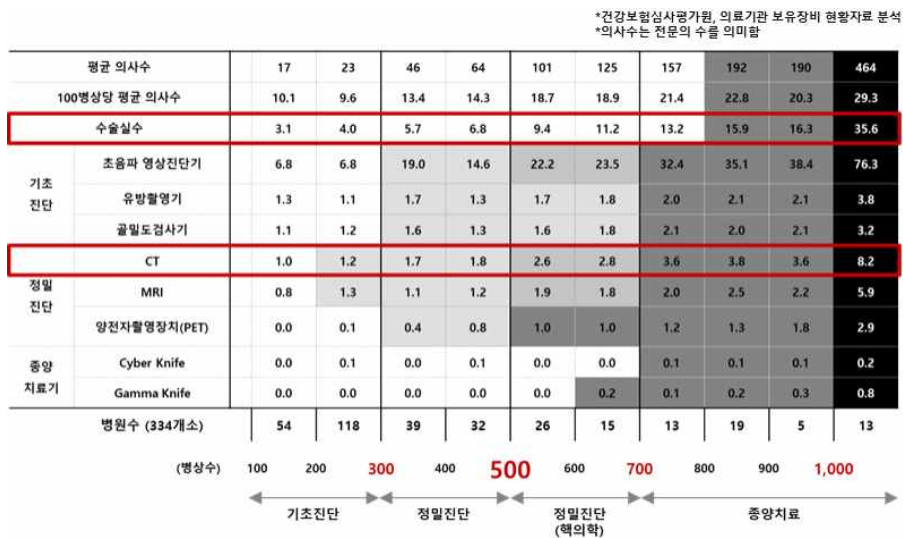 *건강보험심사평가원, 의료기관 보유장비 현황자료 분석
*의사수는 전문의 수를 의미함
평균 의사수 17 23 46 64 101 125 157 192 190 464
100병상당 평균 의사수 10.1 9.6 13.4 14.3 18.7 18.9 21.4 22.8 20.3 29.3
수술실수 3.1 4.0 5.7 6.8 9.4 11.2 13.2 15.9 16.3 35.6
기초
진단
초음파 영상진단기 6.8 6.8 19.0 14.6 22.2 23.5 32.4 35.1 38.4 76.3
유방촬영기 1.3 1.1 1.7 1.3 1.7 1.8 2.0 2.1 2.1 3.8
골밀도검사기 1.1 1.2 1.6 1.3 1.6 1.8 2.1 2.0 2.1 3.2
정밀
진단
CT 1.0 1.2 1.7 1.8 2.6 2.8 3.6 3.8 3.6 8.2
MRI 0.8 1.3 1.1 1.2 1.9 1.8 2.0 2.5 2.2 5.9
양전자촬영장치(PET) 0.0 0.1 0.4 0.8 1.0 1.0 1.2 1.3 1.8 2.9
종양
치료기
Cyber Knife 0.0 0.1 0.0 0.1 0.0 0.0 0.1 0.1 0.1 0.2
Gamma Knife 0.0 0.0 0.0 0.0 0.0 0.2 0.1 0.2 0.3 0.8
병원수 (334개소) 54 118 39 32 26 15 13 19 5 13
(병상수) 100 200 300 400 500 600 700 800 900 1,000
기초진단 정밀진단 정밀진단 종양치료
(핵의학)